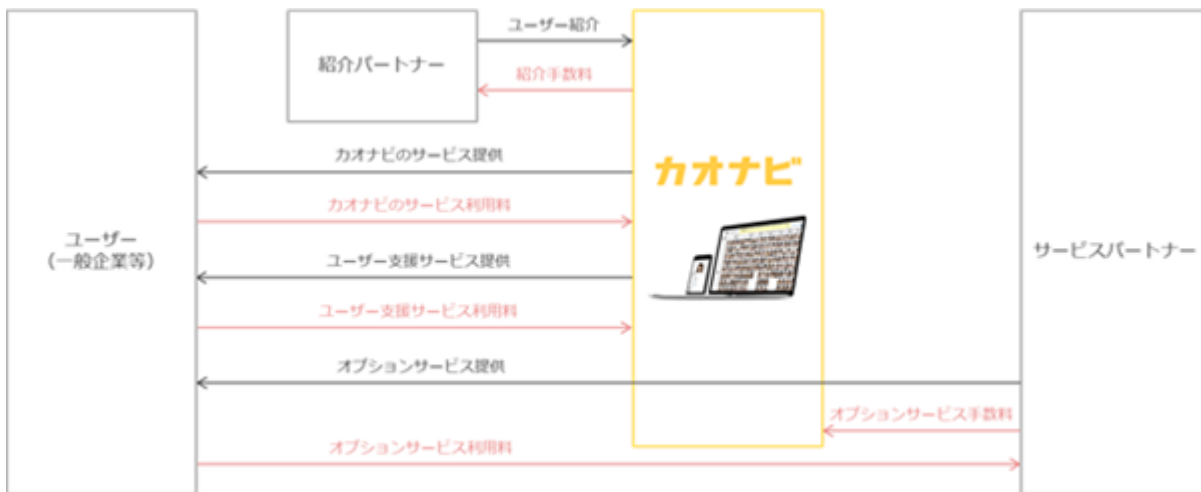 ユーザー紹介
紹介パートナー
紹介手数料
カオナビのサービス提供
カオナビ
カオナビのサービス利用料
ユーザー
（一般企業等）
ユーザー支援サービス提供
サービスパートナー
ユーザー支援サービス利用料
オプションサービス提供
オプションサービス手数料
オプションサービス利用料